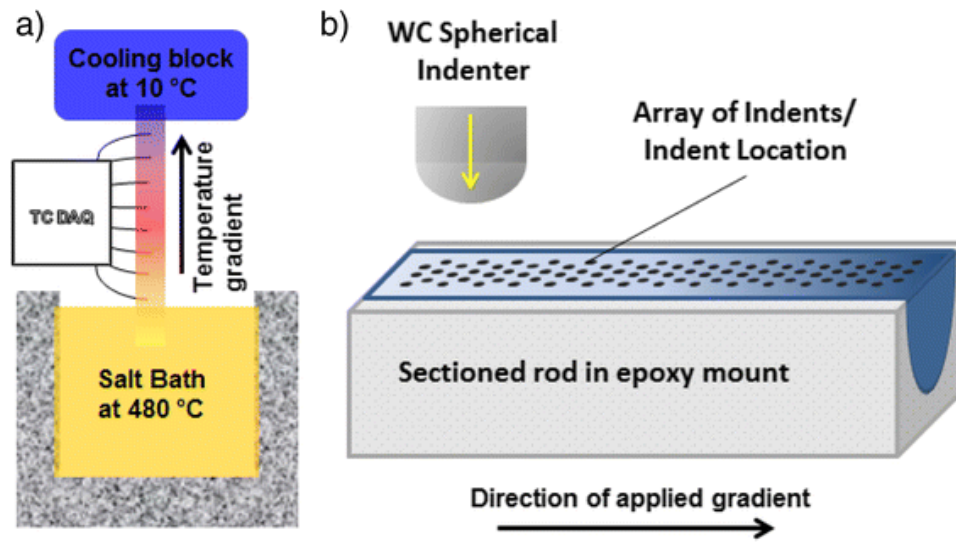 a)
Cooling block
at 10 °C
TC DAQ
Temperature
gradient
Salt Bath
at 480 °C
b)
WC Spherical
Indenter
Array of Indents/
Indent Location
Sectioned rod in epoxy mount
Direction of applied gradient